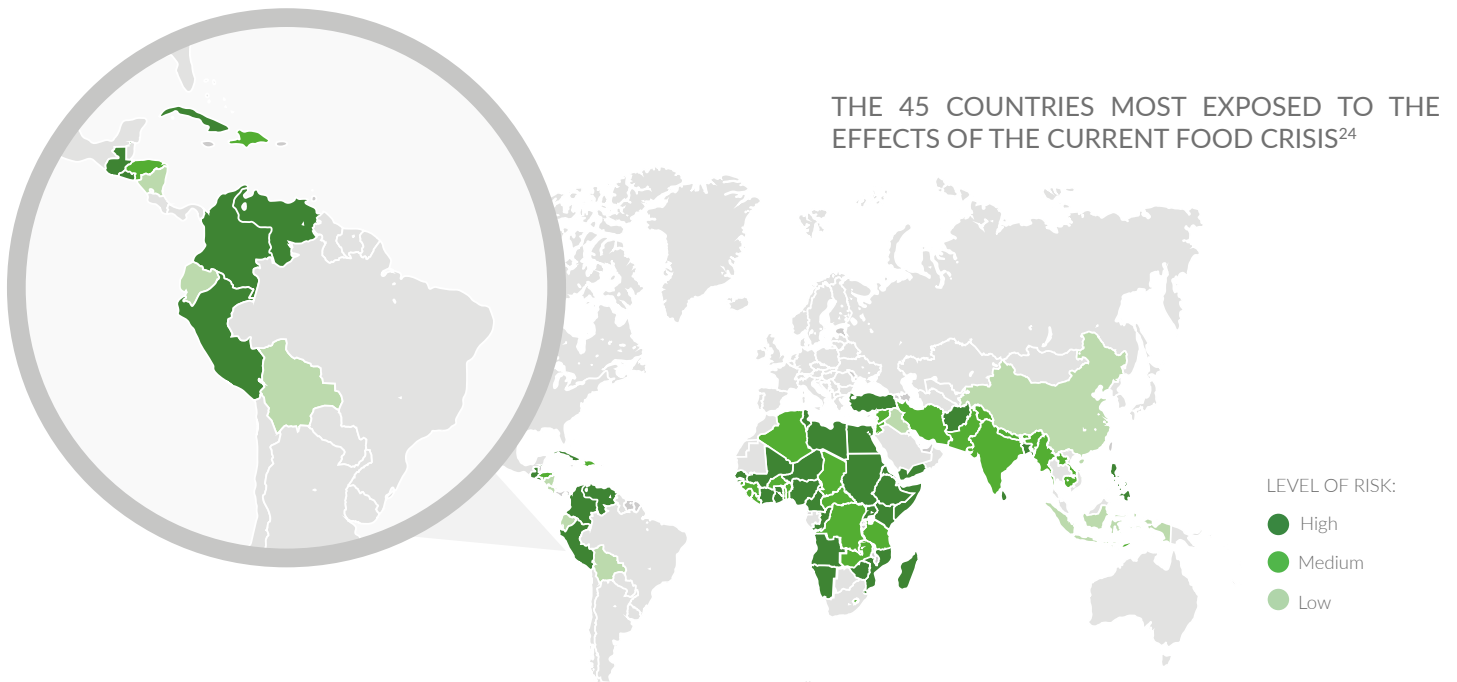 THE 45 COUNTRIES MOST EXPOSED TO THE
EFFECTS OF THE CURRENT FOOD CRISIS²⁴
LEVEL OF RISK:
High
Medium
Low